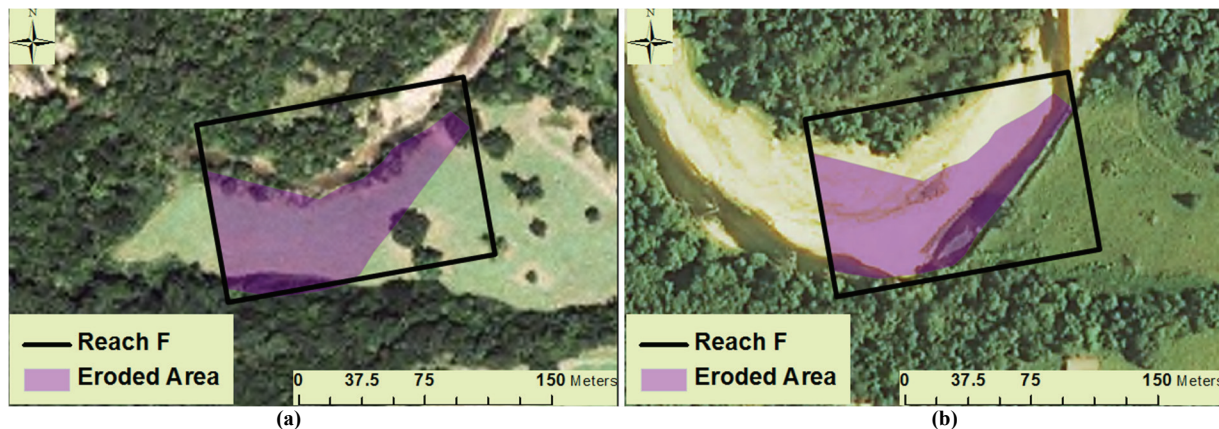 N
Reach F
Eroded Area
0 37.5 75 150 Meters
(a)
N
Reach F
Eroded Area
0 37.5 75 150 Meters
(b)